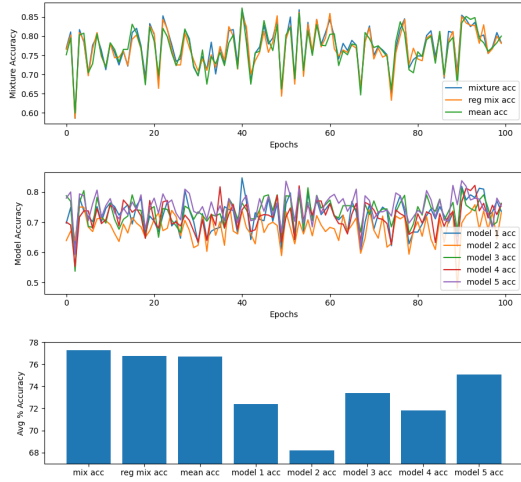 Mixture Accuracy
0.85
0.80
0.75
0.70
0.65
0.60
0
20
40
60
80
100
Epochs
mixture acc
reg mix acc
mean acc
Model Accuracy
0.8
0.7
0.6
0.5
0
20
40
60
80
100
Epochs
model 1 acc
model 2 acc
model 3 acc
model 4 acc
model 5 acc
Avg % Accuracy
78
76
74
72
70
68
mix acc
reg mix acc
mean acc
model 1 acc
model 2 acc
model 3 acc
model 4 acc
model 5 acc